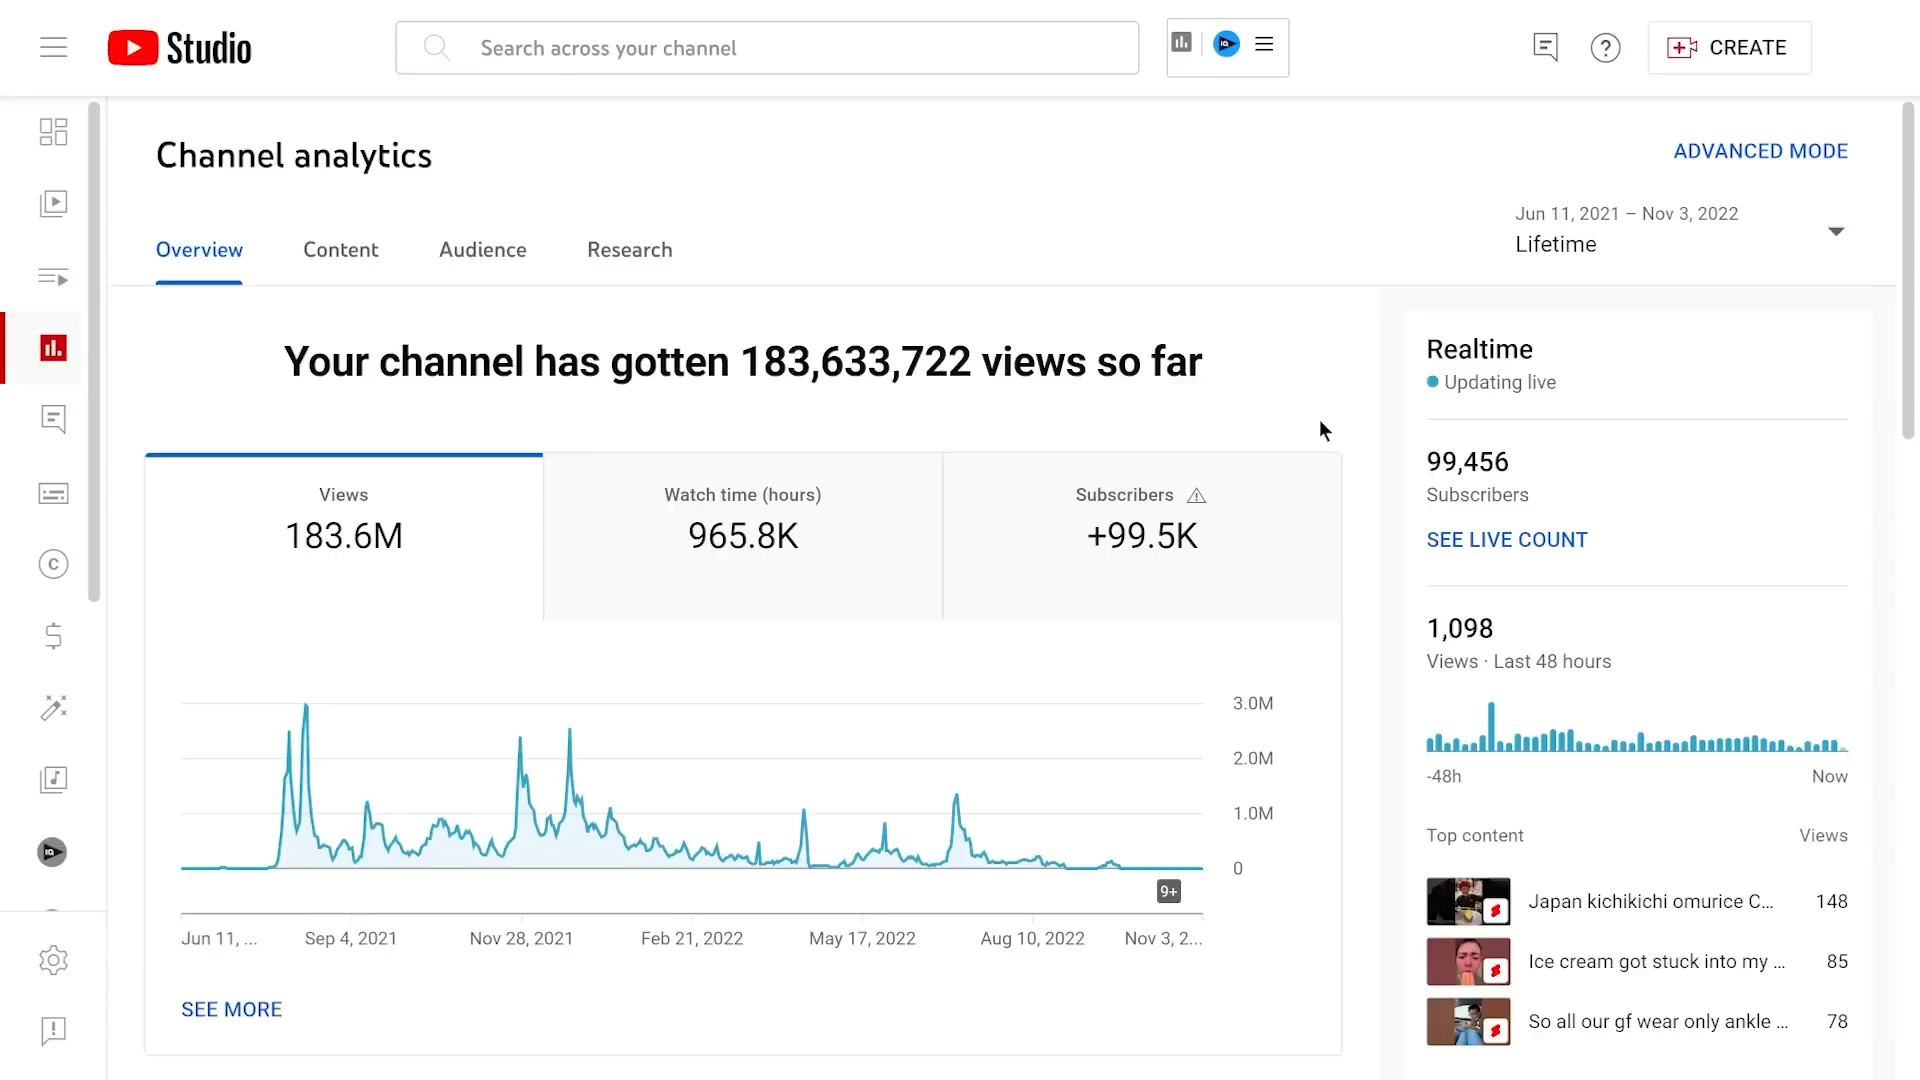 Studio
Search across your channel
CREATE
Channel analytics
ADVANCED MODE
Jun 11, 2021 – Nov 3, 2022
Lifetime
Overview
Content
Audience
Research
Your channel has gotten 183,633,722 views so far
Views
183.6M
Watch time (hours)
965.8K
Subscribers
+99.5K
3.0M
2.0M
1.0M
0
9+
Jun 11, ...
Sep 4, 2021
Nov 28, 2021
Feb 21, 2022
May 17, 2022
Aug 10, 2022
Nov 3, 2...
SEE MORE
Realtime
Updating live
99,456
Subscribers
SEE LIVE COUNT
1,098
Views · Last 48 hours
-48h
Now
Top content
Views
Japan kichikichi omurice C...
148
Ice cream got stuck into my ...
85
So all our gf wear only ankle ...
78